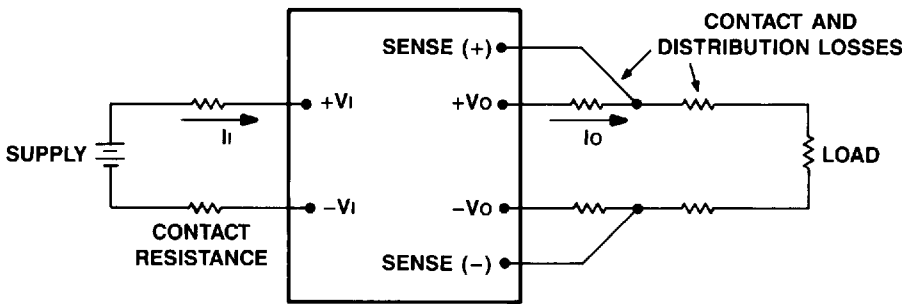 CONTACT AND
DISTRIBUTION LOSSES
SENSE (+)
+VI
+VO
II
IO
SUPPLY
LOAD
–VI
–VO
CONTACT
RESISTANCE
SENSE (–)